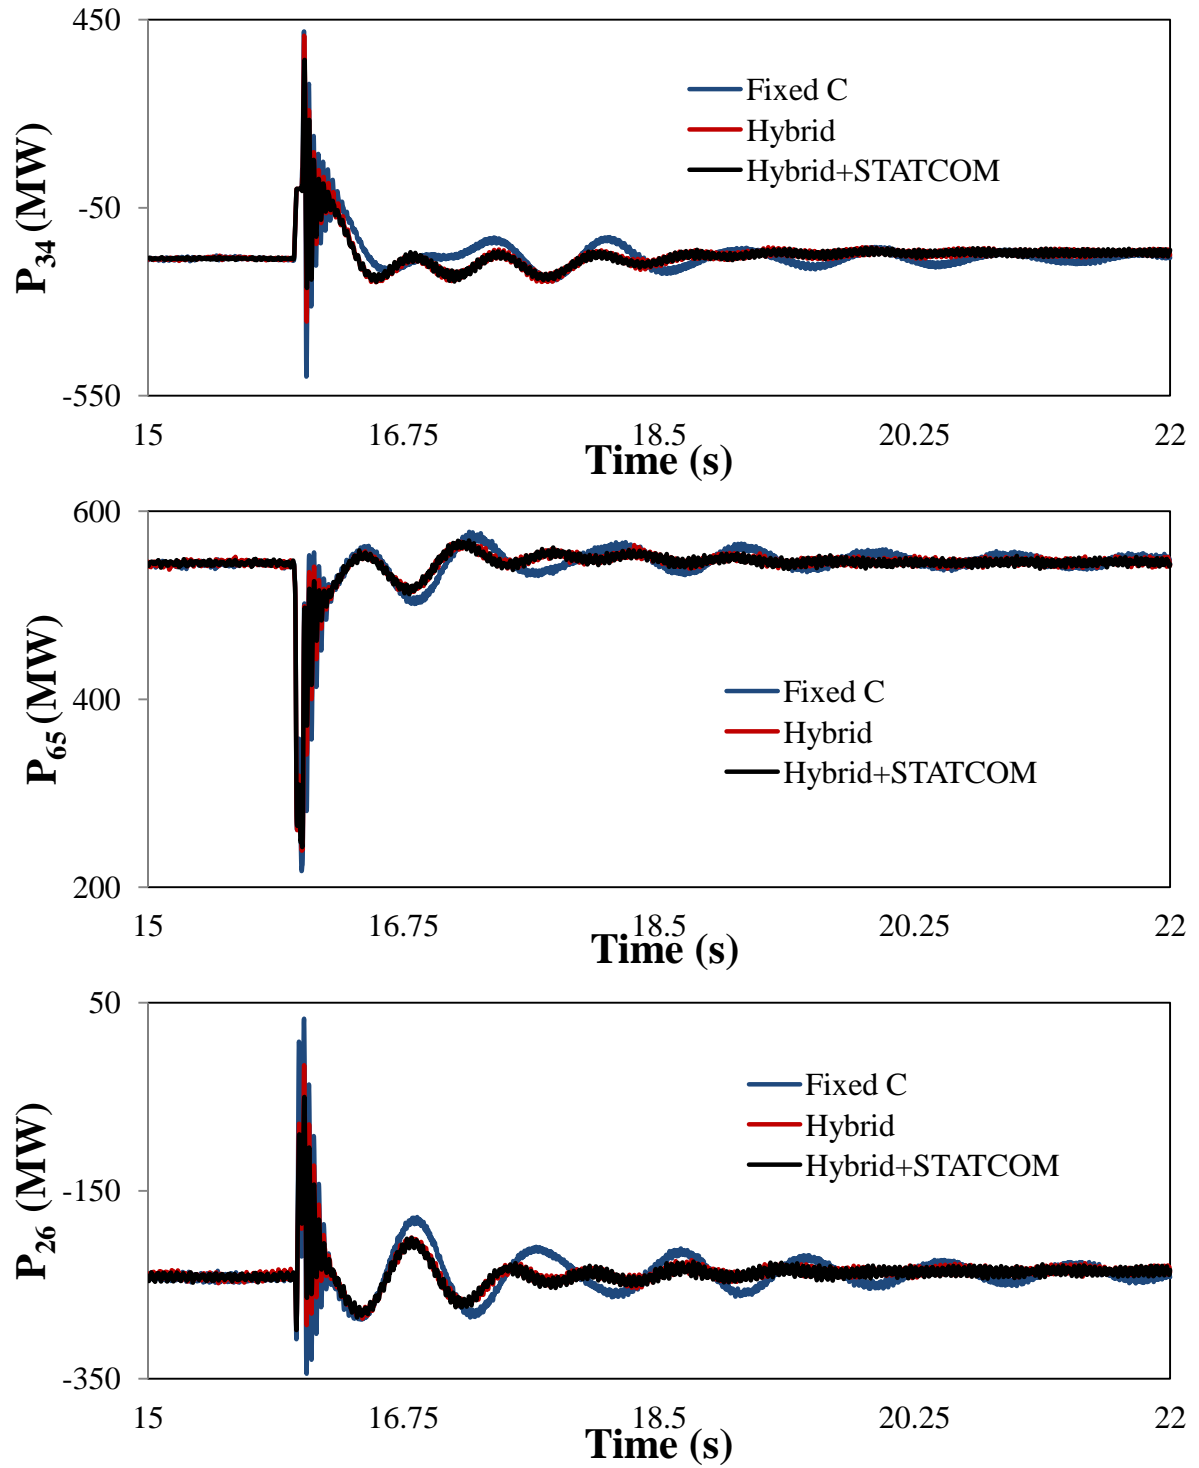 450
-50
-550
P34 (MW)
Fixed C
Hybrid
Hybrid+STATCOM
15 16.75 18.5 20.25 22
Time (s)
600
400
200
P65 (MW)
Fixed C
Hybrid
Hybrid+STATCOM
15 16.75 18.5 20.25 22
Time (s)
50
-150
-350
P26 (MW)
Fixed C
Hybrid
Hybrid+STATCOM
15 16.75 18.5 20.25 22
Time (s)